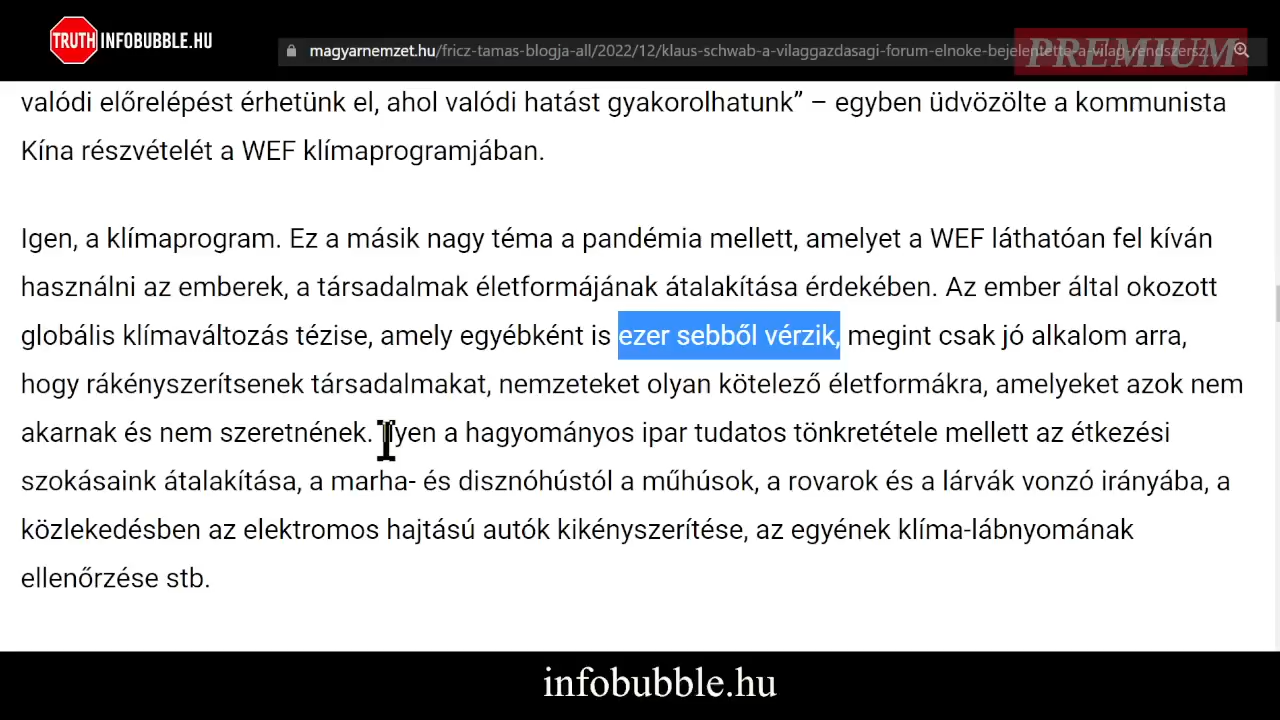 TRUTH INFOBUBBLE.HU
magyarnemzet.hu/fricz-tamas-blogja-all/2022/12/klaus-schwab-a-vilaggazdasagi-forum-elnoke-bejelentette-a-vilag-rendszersz...
PREMIUM
valódi előrelépést érhetünk el, ahol valódi hatást gyakorolhatunk” – egyben üdvözölte a kommunista
Kína részvételét a WEF klímaprogramjában.
Igen, a klímaprogram. Ez a másik nagy téma a pandémia mellett, amelyet a WEF láthatóan fel kíván
használni az emberek, a társadalmak életformájának átalakítása érdekében. Az ember által okozott
globális klímaváltozás tézise, amely egyébként is ezer sebből vérzik, megint csak jó alkalom arra,
hogy rákényszerítsenek társadalmakat, nemzeteket olyan kötelező életformákra, amelyeket azok nem
akarnak és nem szeretnének. Ilyen a hagyományos ipar tudatos tönkretétele mellett az étkezési
szokásaink átalakítása, a marha- és disznóhústól a műhúsok, a rovarok és a lárvák vonzó irányába, a
közlekedésben az elektromos hajtású autók kikényszerítése, az egyének klíma-lábnyomának
ellenőrzése stb.
infobubble.hu